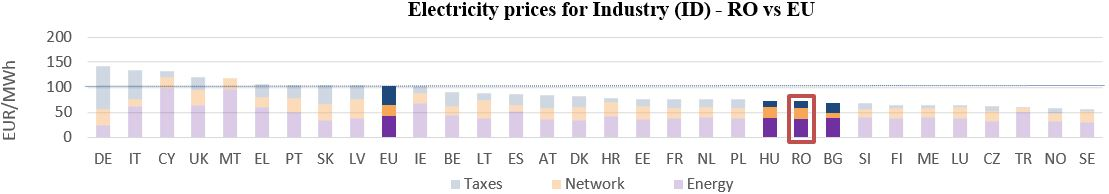 Electricity prices for Industry (ID) - RO vs EU
EUR/MWh
200
150
100
50
0
DE IT CY UK MT EL PT SK LV EU IE BE LT ES AT DK HR EE FR NL PL HU RO BG SI FI ME LU CZ TR NO SE
Taxes Network Energy